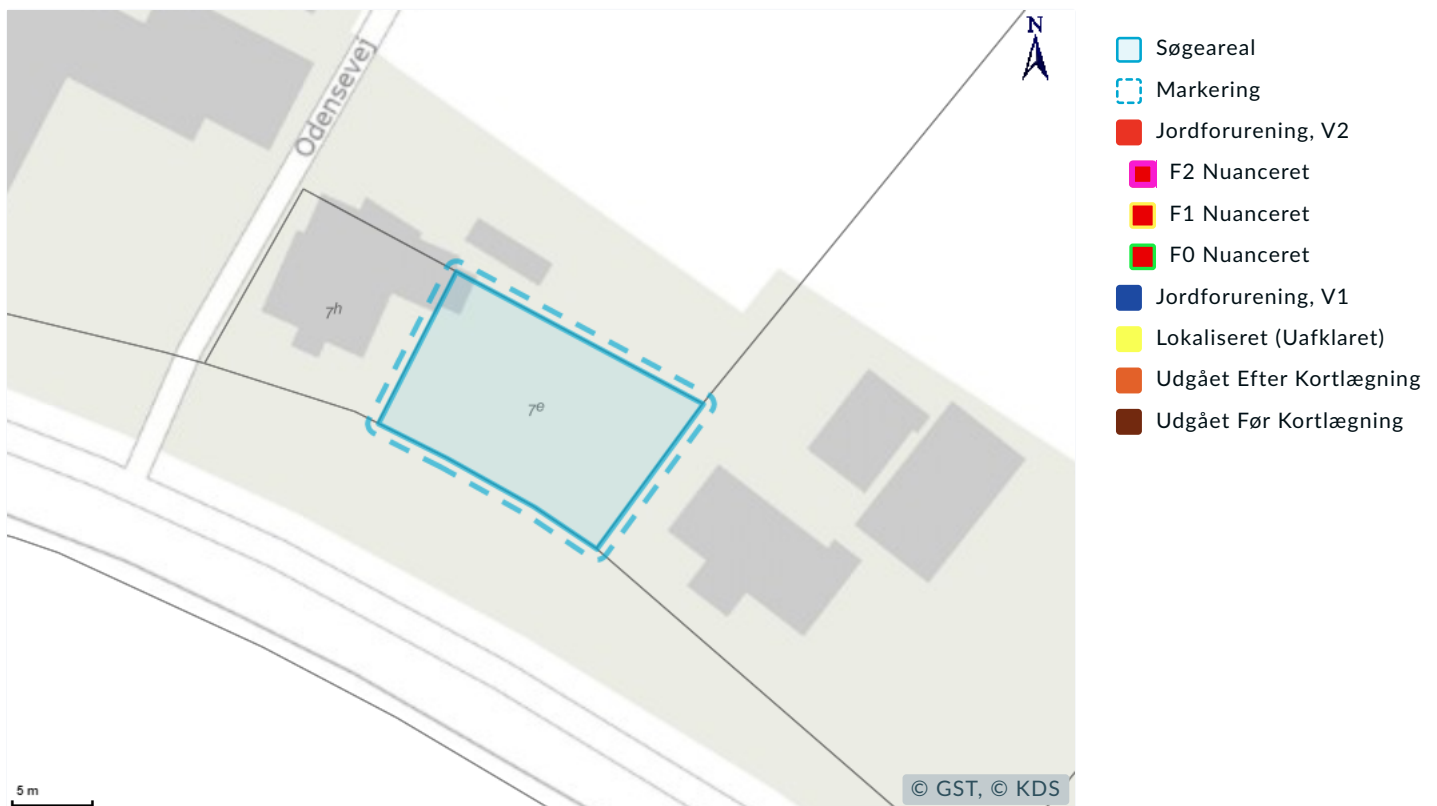 Odensevej
N
7h
7e
5 m
© GST, © KDS
Søgeareal
Markering
Jordforurening, V2
F2 Nuanceret
F1 Nuanceret
F0 Nuanceret
Jordforurening, V1
Lokaliseret (Uafklaret)
Udgået Efter Kortlægning
Udgået Før Kortlægning